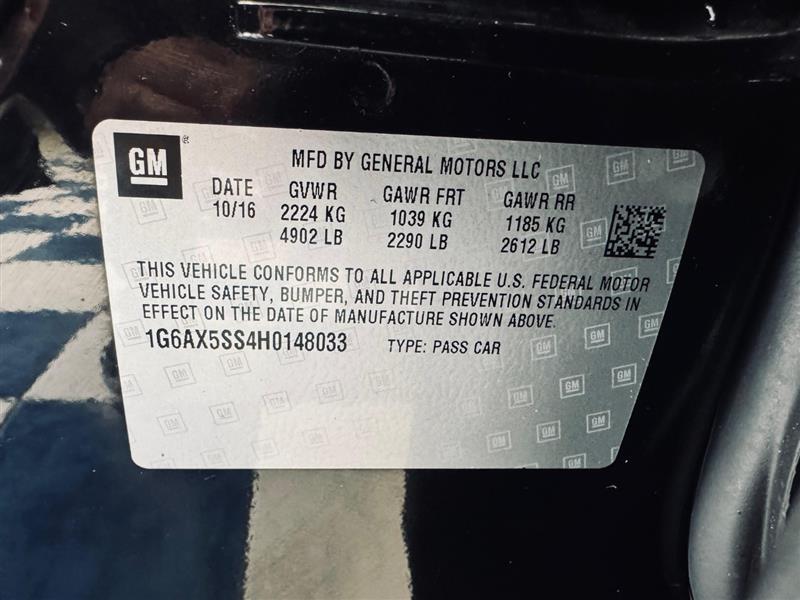 GM
MFD BY GENERAL MOTORS LLC
DATE GVWR GAWR FRT GAWR RR
10/16 2224 KG 1039 KG 1185 KG
4902 LB 2290 LB 2612 LB
THIS VEHICLE CONFORMS TO ALL APPLICABLE U.S. FEDERAL MOTOR
VEHICLE SAFETY, BUMPER, AND THEFT PREVENTION STANDARDS IN
EFFECT ON THE DATE OF MANUFACTURE SHOWN ABOVE.
1G6AX5SS4H0148033 TYPE: PASS CAR